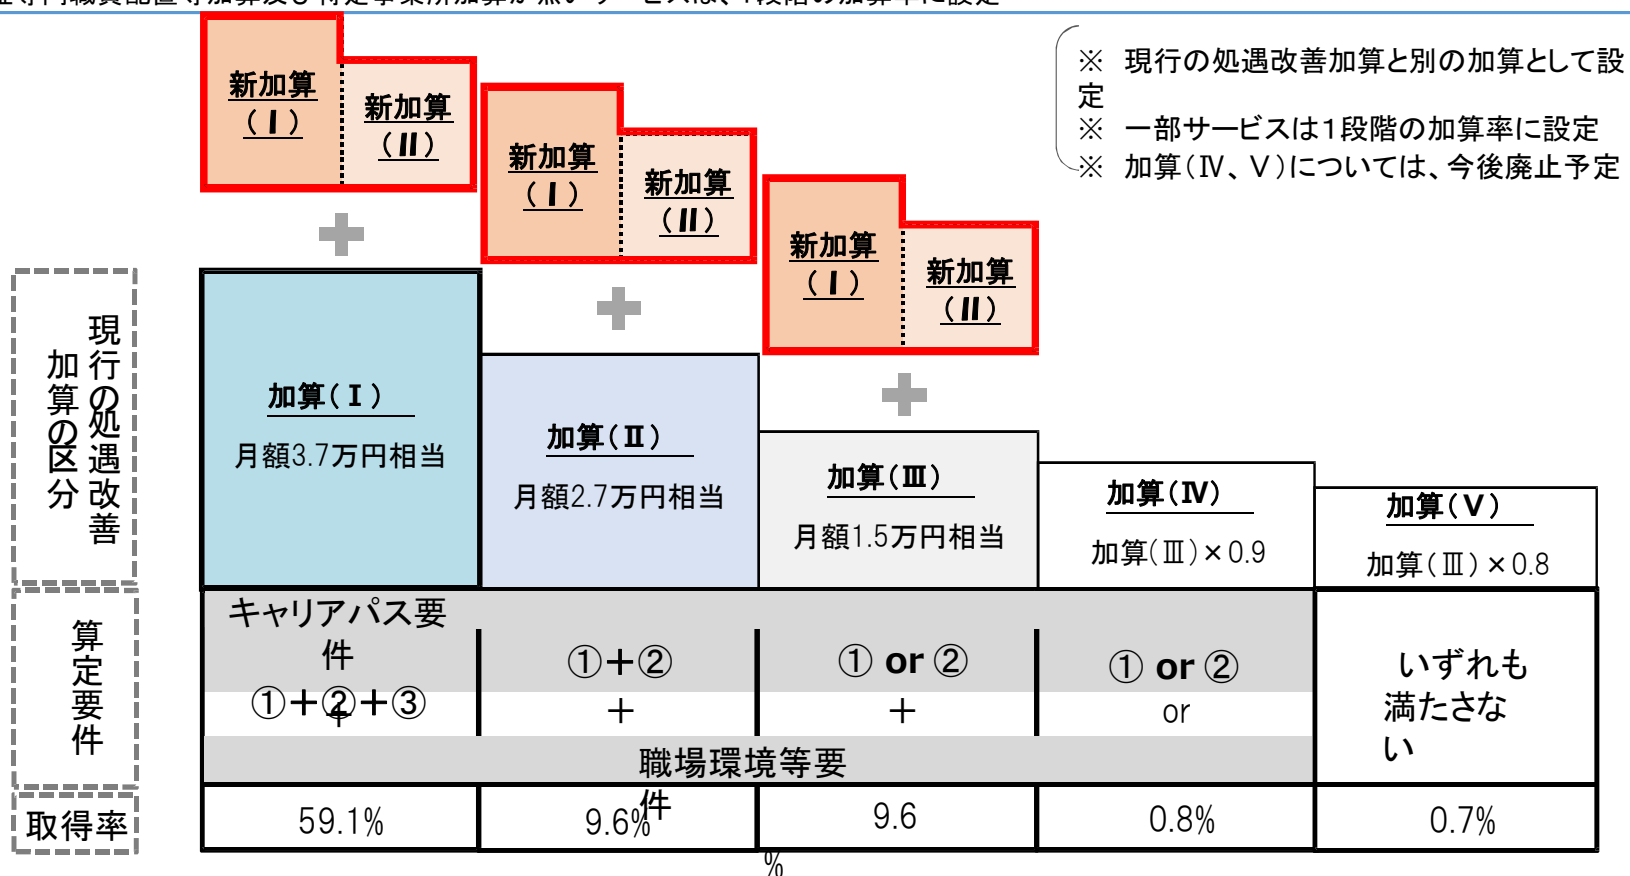 新加算
(Ⅰ)
新加算
(Ⅱ)
新加算
(Ⅰ)
新加算
(Ⅱ)
新加算
(Ⅰ)
新加算
(Ⅱ)
※ 現行の処遇改善加算と別の加算として設
定
※ 一部サービスは1段階の加算率に設定
※ 加算(Ⅳ、Ⅴ)については、今後廃止予定
現行の処遇改善
加算の区分
加算(Ⅰ)
月額3.7万円相当
加算(Ⅱ)
月額2.7万円相当
加算(Ⅲ)
月額1.5万円相当
加算(Ⅳ)
加算(Ⅲ)×0.9
加算(Ⅴ)
加算(Ⅲ)×0.8
算定要件
キャリアパス要
件
①+②+③
+
①+②
+
① or ②
+
① or ②
or
いずれも
満たさな
い
職場環境等要
件
取得率
59.1%
9.6%
9.6
%
0.8%
0.7%